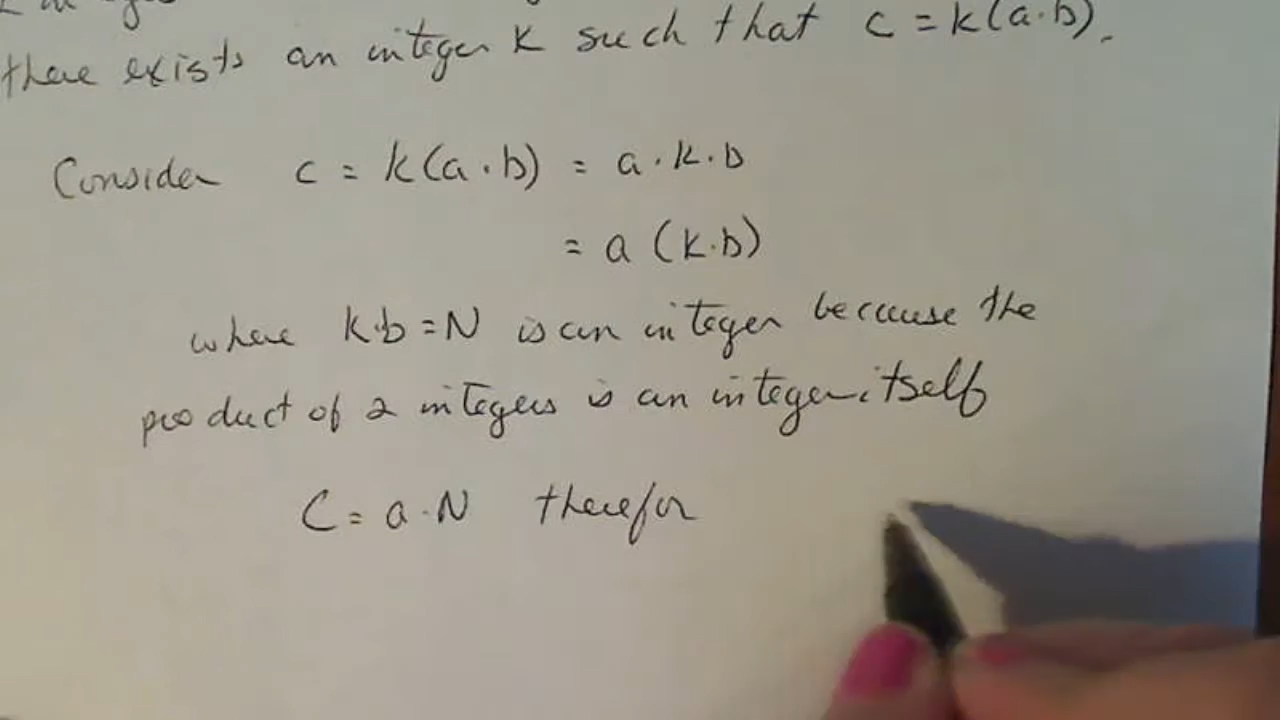 there exists an integer K such that c = k(a·b).
Consider c = k(a·b) = a·k·b
= a (k·b)
where k·b = N is an integer because the
product of 2 integers is an integer itself
C = a·N therefor